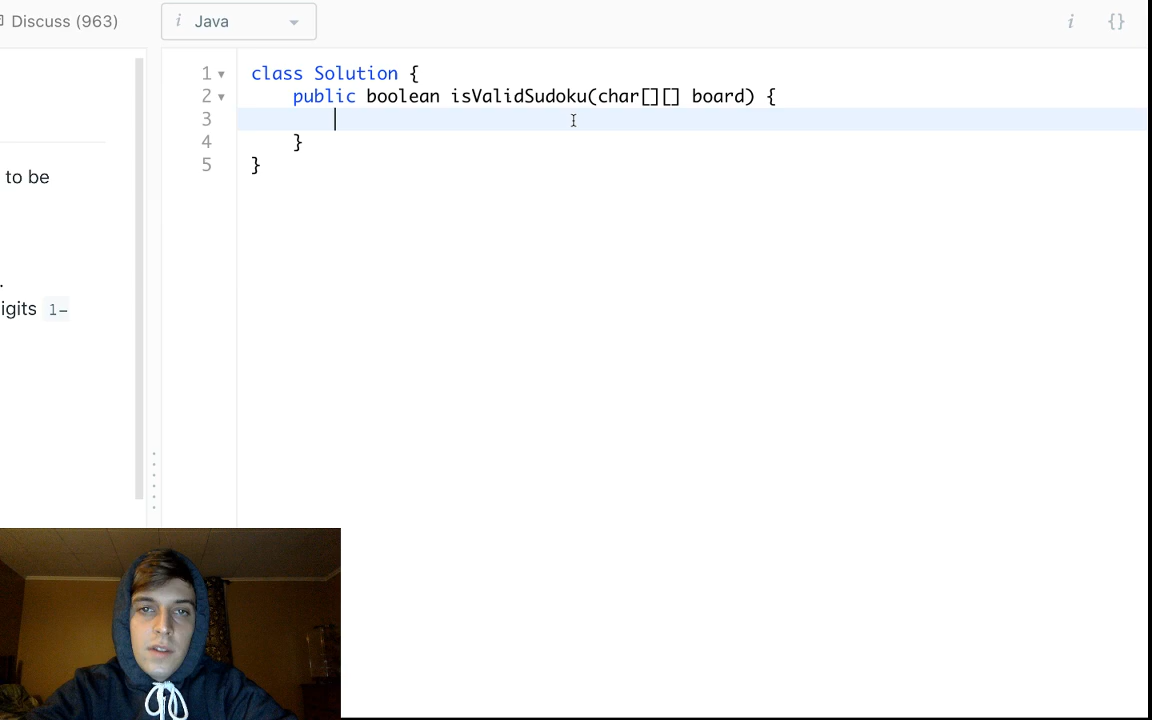 Discuss (963)
i Java
i {}
1 class Solution {
2 public boolean isValidSudoku(char[][] board) {
3
4 }
5 }
to be
.
igits 1-